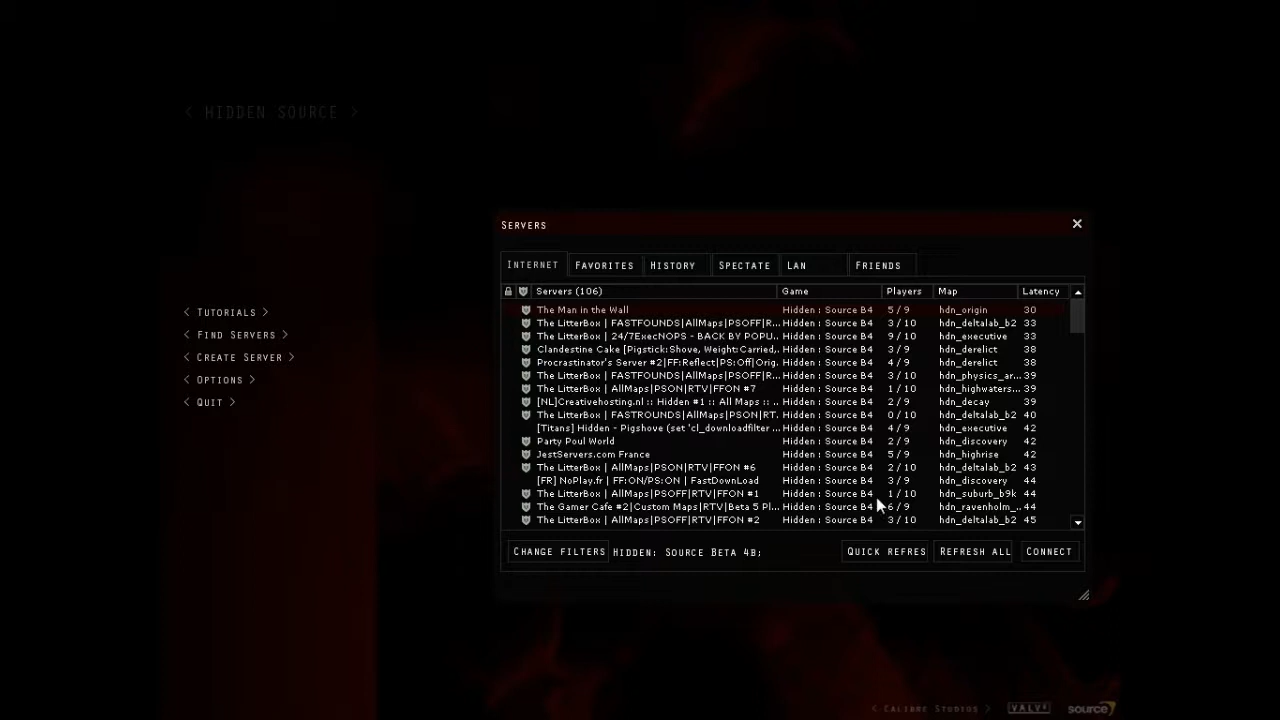 < HIDDEN SOURCE >
SERVERS
INTERNET FAVORITES HISTORY SPECTATE LAN FRIENDS
Servers (106) Game Players Map Latency
The Man in the Wall Hidden : Source B4 5 / 9 hdn_origin 30
The LitterBox | FASTFOUNDS|AllMaps|PSOFF|R... Hidden : Source B4 3 / 10 hdn_deltalab_b2 33
The LitterBox | 24/7ExecNOPS - BACK BY POPU... Hidden : Source B4 9 / 10 hdn_executive 33
Clandestine Cake [Pigstick:Shove, Weight:Carried,... Hidden : Source B4 3 / 9 hdn_derelict 38
Procrastinator's Server #2|FF:Reflect|PS:Off|Orig... Hidden : Source B4 4 / 9 hdn_derelict 38
The LitterBox | FASTFOUNDS|AllMaps|PSOFF|R... Hidden : Source B4 3 / 10 hdn_physics_ar... 39
The LitterBox | AllMaps|PSON|RTV|FFON #7 Hidden : Source B4 1 / 10 hdn_highwaters... 39
[NL]Creativehosting.nl :: Hidden #1 :: All Maps :: ... Hidden : Source B4 2 / 9 hdn_decay 39
The LitterBox | FASTROUNDS|AllMaps|PSON|RT... Hidden : Source B4 0 / 10 hdn_deltalab_b2 40
[Titans] Hidden - Pigshove (set 'cl_downloadfilter ... Hidden : Source B4 4 / 9 hdn_executive 42
Party Poul World Hidden : Source B4 2 / 9 hdn_discovery 42
JestServers.com France Hidden : Source B4 5 / 9 hdn_highrise 42
The LitterBox | AllMaps|PSON|RTV|FFON #6 Hidden : Source B4 2 / 10 hdn_deltalab_b2 43
[FR] NoPlay.fr | FF:ON/PS:ON | FastDownLoad Hidden : Source B4 3 / 9 hdn_discovery 44
The LitterBox | AllMaps|PSOFF|RTV|FFON #1 Hidden : Source B4 1 / 10 hdn_suburb_b9k 44
The Gamer Cafe #2|Custom Maps|RTV|Beta 5 Pl... Hidden : Source B4 6 / 9 hdn_ravenholm_... 44
The LitterBox | AllMaps|PSOFF|RTV|FFON #2 Hidden : Source B4 3 / 10 hdn_deltalab_b2 45
CHANGE FILTERS HIDDEN: SOURCE BETA 4B; QUICK REFRES REFRESH ALL CONNECT
< TUTORIALS >
< FIND SERVERS >
< CREATE SERVER >
< OPTIONS >
< QUIT >
< CALIBRE STUDIOS > VALVE source